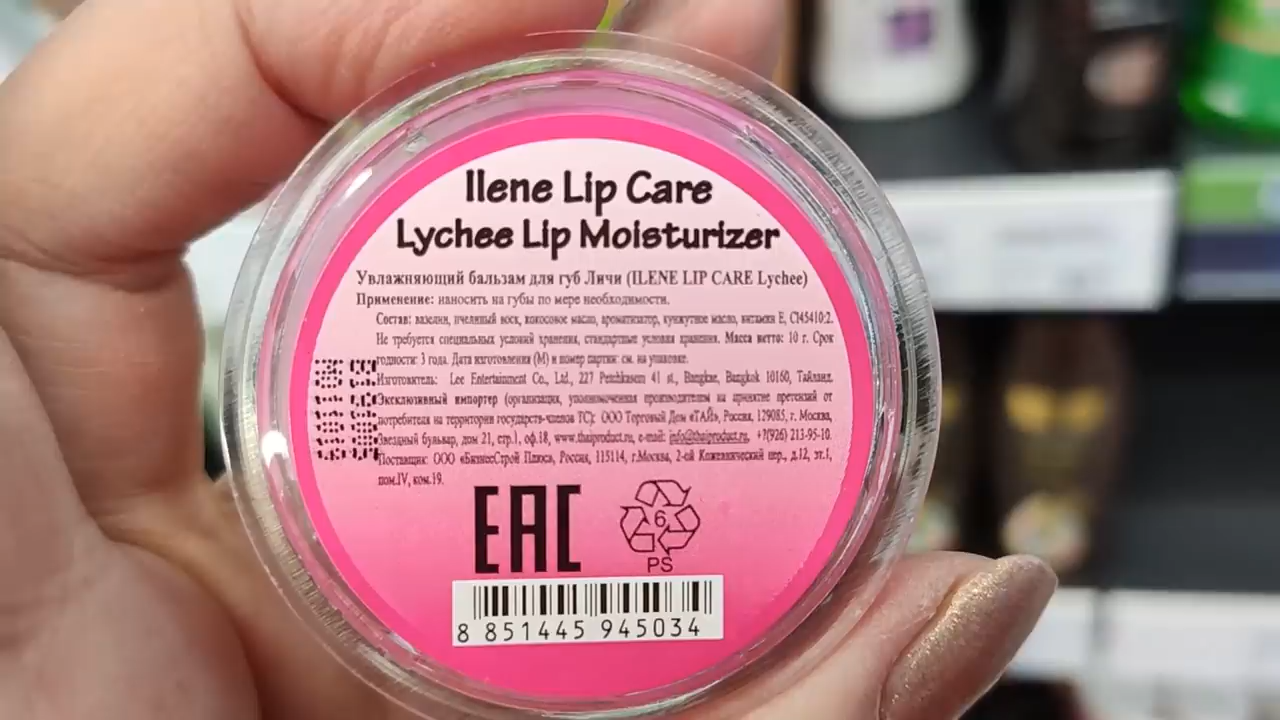 Ilene Lip Care
Lychee Lip Moisturizer
Увлажняющий бальзам для губ Личи (ILENE LIP CARE Lychee)
Применение: наносить на губы по мере необходимости.
Состав: вазелин, пчелиный воск, кокосовое масло, ароматизатор, кунжутное масло, витамин Е, CI45410:2.
Не требуется специальных условий хранения, стандартные условия хранения. Масса нетто: 10 г. Срок
годности: 3 года. Дата изготовления (М) и номер партии: см. на упаковке.
Изготовитель: Lee Entertainment Co., Ltd., 227 Petchkasem 41 st., Bangkae, Bangkok 10160, Тайланд.
Эксклюзивный импортер (организация, уполномоченная производителем на принятие претензий от
потребителя на территории государств-членов ТС): ООО Торговый Дом «ТАЙ», Россия, 129085, г. Москва,
Звездный бульвар, дом 21, стр.1, оф.18, www.thaiproduct.ru, e-mail: info@thaiproduct.ru, +7(926) 213-95-10.
Поставщик: ООО «БизнесСтрой Плюса, Россия, 115114, г.Москва, 2-ой Кожевнический пер., д.12, эт.1,
пом.IV, ком.19.
EAC
6
PS
8 851445 945034